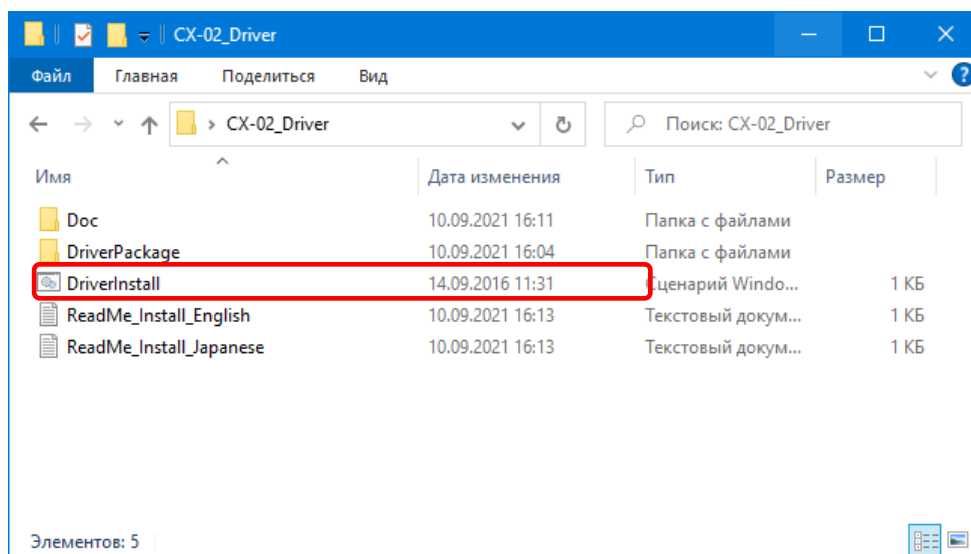 CX-02_Driver
Файл Главная Поделиться Вид
CX-02_Driver Поиск: CX-02_Driver
Имя Дата изменения Тип Размер
Doc 10.09.2021 16:11 Папка с файлами
DriverPackage 10.09.2021 16:04 Папка с файлами
DriverInstall 14.09.2016 11:31 Сценарий Windo... 1 КБ
ReadMe_Install_English 10.09.2021 16:13 Текстовый докум... 1 КБ
ReadMe_Install_Japanese 10.09.2021 16:13 Текстовый докум... 1 КБ
Элементов: 5